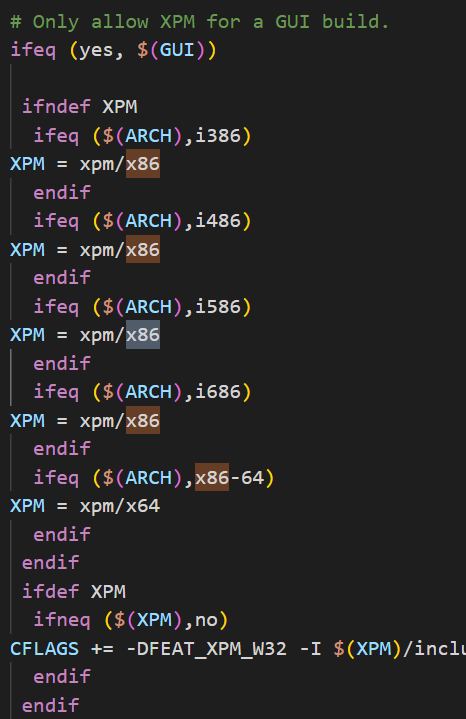 # Only allow XPM for a GUI build.
ifeq (yes, $(GUI))
ifndef XPM
ifeq ($(ARCH),i386)
XPM = xpm/x86
endif
ifeq ($(ARCH),i486)
XPM = xpm/x86
endif
ifeq ($(ARCH),i586)
XPM = xpm/x86
endif
ifeq ($(ARCH),i686)
XPM = xpm/x86
endif
ifeq ($(ARCH),x86-64)
XPM = xpm/x64
endif
endif
ifdef XPM
ifneq ($(XPM),no)
CFLAGS += -DFEAT_XPM_W32 -I $(XPM)/inclu
endif
endif